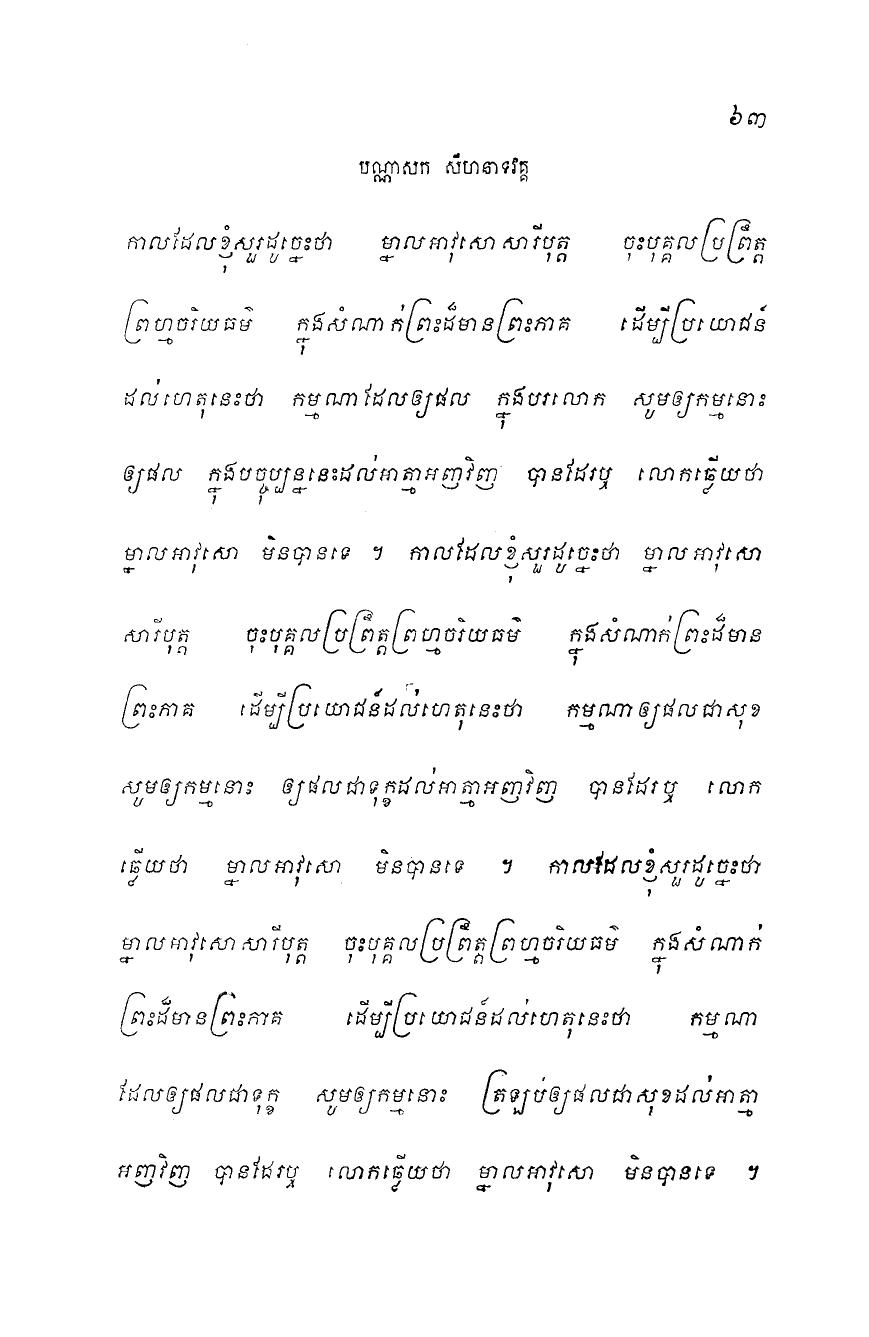 ៦៣
បណ្ណាសក សីហនាទវគ្គ
កាលដែលខ្ញុំសួរដូច្នេះថា ម្នាលអាវុសោ សារីបុត្ត ចុះបុគ្គលប្រព្រឹត្ត
ព្រហ្មចរិយធម៌ ក្នុងសំណាក់ព្រះដ៏មានព្រះភាគ ដើម្បីប្រយោជន៍
ដល់ហេតុនេះថា កម្មណាដែលឲ្យផល ក្នុងបរលោក សូមឲ្យកម្មនោះ
ឲ្យផល ក្នុងបច្ចុប្បន្ននេះដល់អាត្មាអញវិញ បានដែរឬ លោកឆ្លើយថា
ម្នាលអាវុសោ មិនបានទេ ។ កាលដែលខ្ញុំសួរដូច្នេះថា ម្នាលអាវុសោ
សារីបុត្ត ចុះបុគ្គលប្រព្រឹត្តព្រហ្មចរិយធម៌ ក្នុងសំណាក់ព្រះដ៏មាន
ព្រះភាគ ដើម្បីប្រយោជន៍ដល់ហេតុនេះថា កម្មណាឲ្យផលជាសុខ
សូមឲ្យកម្មនោះ ឲ្យផលជាទុក្ខដល់អាត្មាអញវិញ បានដែរឬ លោក
ឆ្លើយថា ម្នាលអាវុសោ មិនបានទេ ។ កាលដែលខ្ញុំសួរដូច្នេះថា
ម្នាលអាវុសោសារីបុត្ត ចុះបុគ្គលប្រព្រឹត្តព្រហ្មចរិយធម៌ ក្នុងសំណាក់
ព្រះដ៏មានព្រះភាគ ដើម្បីប្រយោជន៍ដល់ហេតុនេះថា កម្មណា
ដែលឲ្យផលជាទុក្ខ សូមឲ្យកម្មនោះ ត្រឡប់ឲ្យផលជាសុខដល់អាត្មា
អញវិញ បានដែរឬ លោកឆ្លើយថា ម្នាលអាវុសោ មិនបានទេ ។